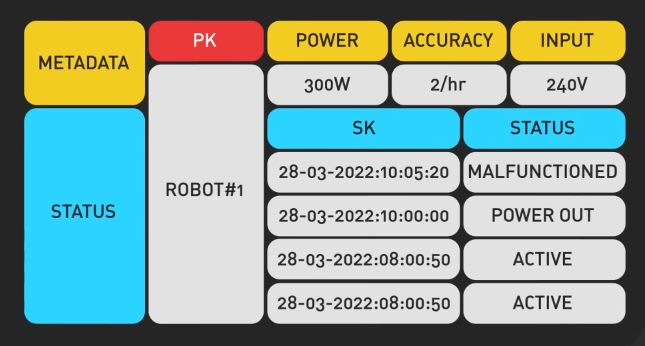 METADATA PK POWER ACCURACY INPUT
300W 2/hr 240V
STATUS ROBOT#1 SK STATUS
28-03-2022:10:05:20 MALFUNCTIONED
28-03-2022:10:00:00 POWER OUT
28-03-2022:08:00:50 ACTIVE
28-03-2022:08:00:50 ACTIVE